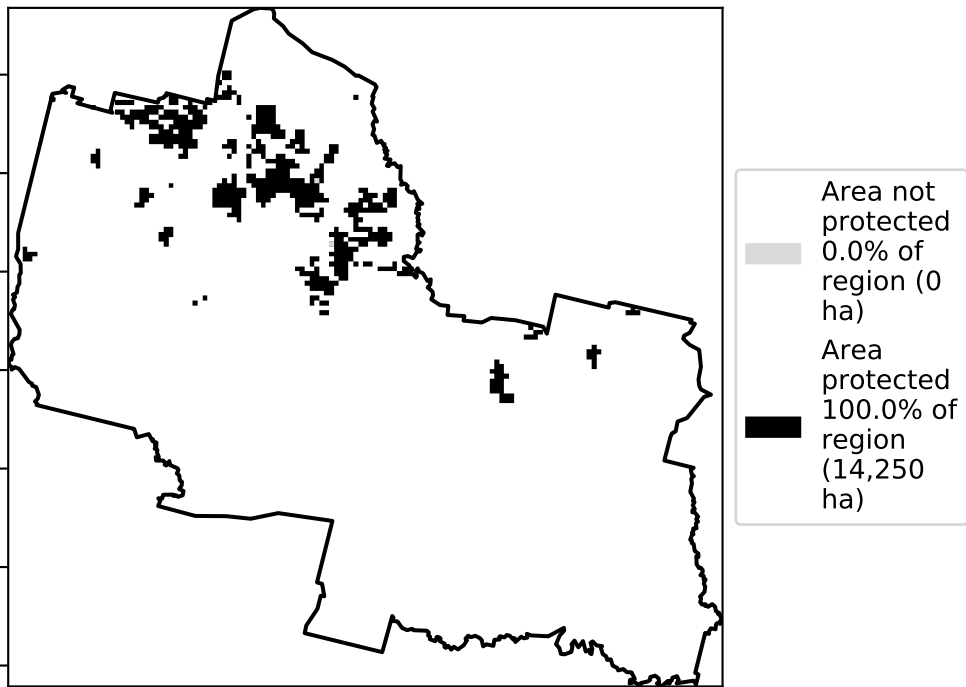 Area not
protected
0.0% of
region (0
ha)
Area
protected
100.0% of
region
(14,250
ha)